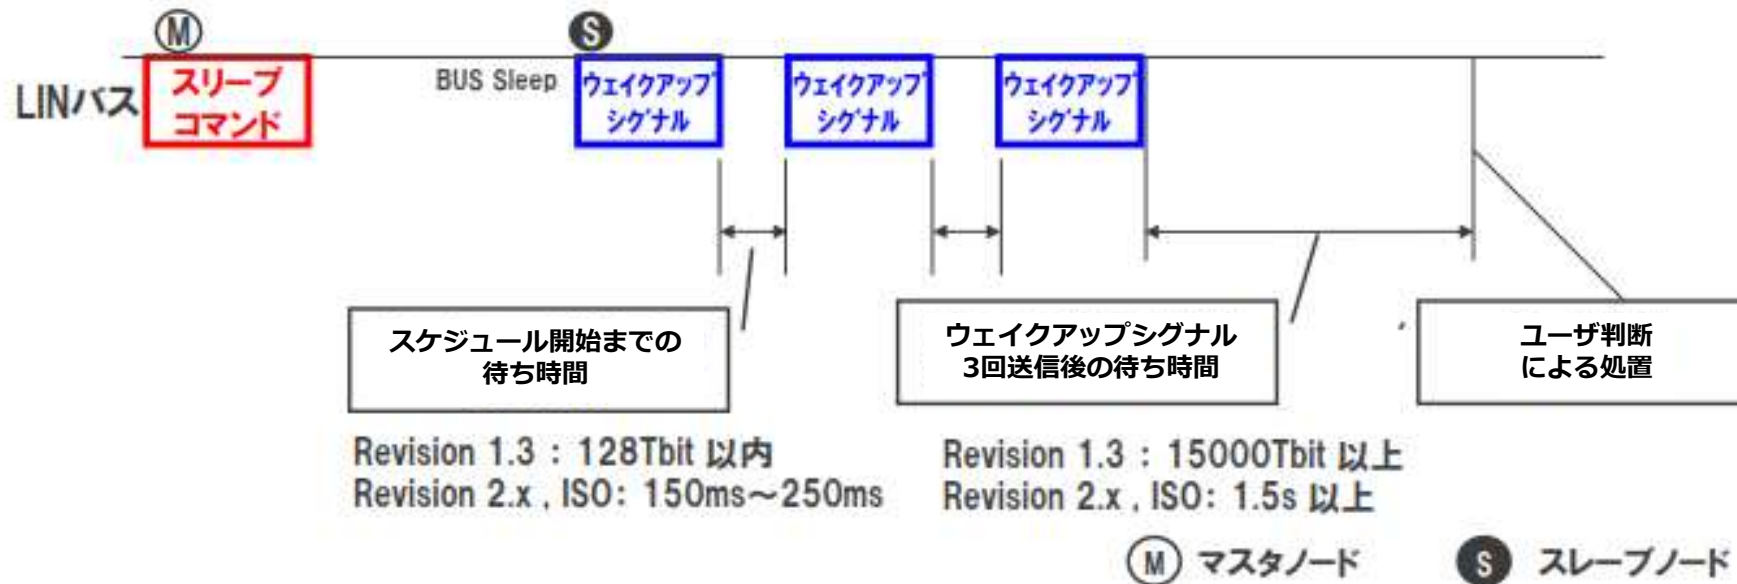 M
S
LINバス
スリープ
コマンド
BUS Sleep
ウェイクアップ
シグナル
ウェイクアップ
シグナル
ウェイクアップ
シグナル
スケジュール開始までの
待ち時間
ウェイクアップシグナル
3回送信後の待ち時間
ユーザ判断
による処置
Revision 1.3 : 128Tbit 以内
Revision 2.x , ISO: 150ms～250ms
Revision 1.3 : 15000Tbit 以上
Revision 2.x , ISO: 1.5s 以上
M マスタノード
S スレーブノード